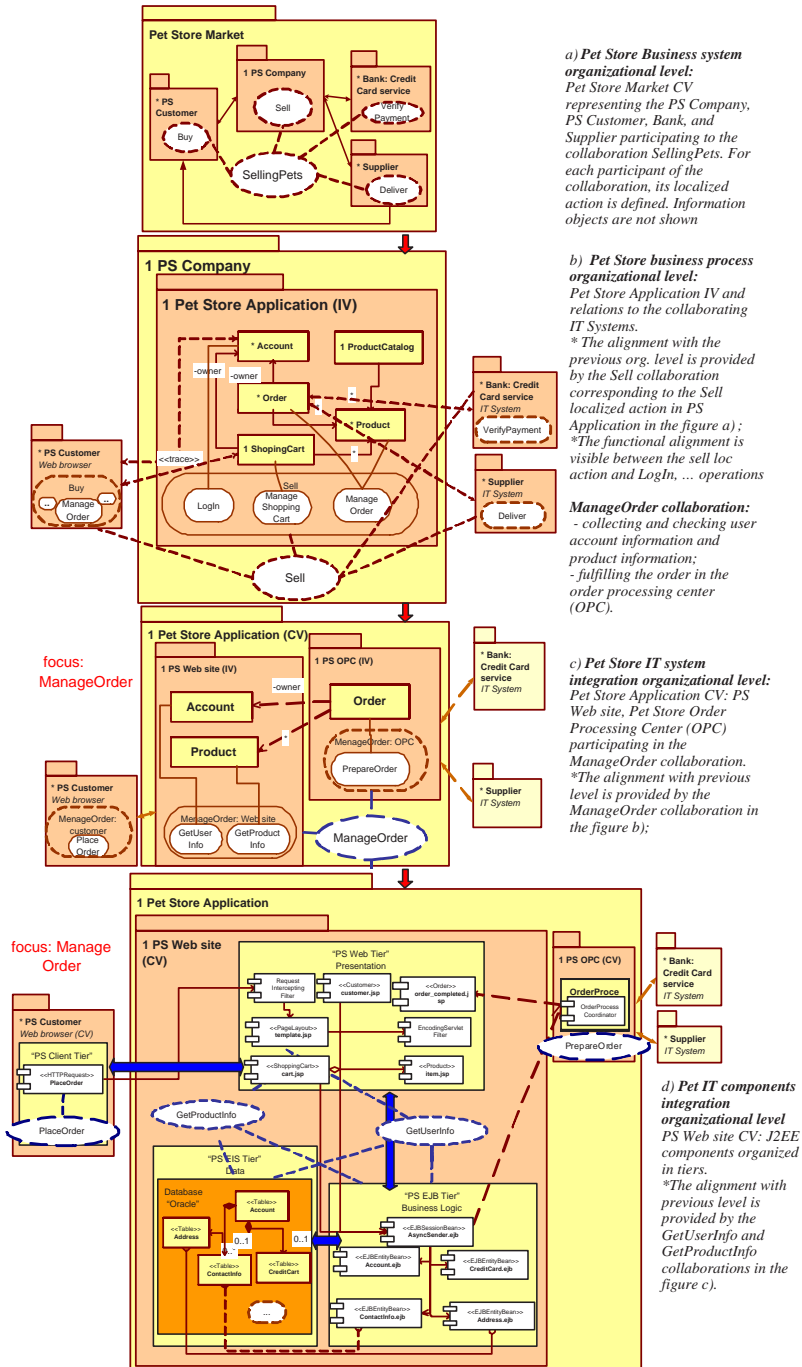 Pet Store Market
* PS
Customer
Buy
1 PS Company
Sell
* Bank: Credit
Card service
Verify
Payment
SellingPets
* Supplier
Deliver
a) Pet Store Business system
organizational level:
Pet Store Market CV
representing the PS Company,
PS Customer, Bank, and
Supplier participating to the
collaboration SellingPets. For
each participant of the
collaboration, its localized
action is defined. Information
objects are not shown
1 PS Company
1 Pet Store Application (IV)
* Account
1 ProductCatalog
-owner
-owner
*
* Order
*
* Product
1 ShopingCart
*
<<trace>>
Sell
LogIn
Manage
Shopping
Cart
Manage
Order
* PS Customer
Web browser
Buy
..
Manage
Order
..
* Bank: Credit
Card service
IT System
VerifyPayment
* Supplier
IT System
Deliver
Sell
b) Pet Store business process
organizational level:
Pet Store Application IV and
relations to the collaborating
IT Systems.
* The alignment with the
previous org. level is provided
by the Sell collaboration
corresponding to the Sell
localized action in PS
Application in the figure a) ;
*The functional alignment is
visible between the sell loc
action and LogIn, ... operations
ManageOrder collaboration:
- collecting and checking user
account information and
product information;
- fulfilling the order in the
order processing center
(OPC).
focus:
ManageOrder
1 Pet Store Application (CV)
1 PS Web site (IV)
1 PS OPC (IV)
-owner
Account
Order
Product
*
MenageOrder: OPC
PrepareOrder
MenageOrder: Web site
GetUser
Info
GetProduct
Info
ManageOrder
* PS Customer
Web browser
MenageOrder:
customer
Place
Order
* Bank:
Credit Card
service
IT System
* Supplier
IT System
c) Pet Store IT system
integration organizational level:
Pet Store Application CV: PS
Web site, Pet Store Order
Processing Center (OPC)
participating in the
ManageOrder collaboration.
*The alignment with previous
level is provided by the
ManageOrder collaboration in
the figure b);
focus: Manage
Order
1 Pet Store Application
1 PS Web site
(CV)
"PS Web Tier"
Presentation
Request
Intercepting
Filter
<<Customer>>
customer.jsp
<<Order>>
order_completed.j
sp
<<PageLayout>>
template.jsp
EncodingServlet
Filter
<<ShoppingCart>>
cart.jsp
<<Product>>
item.jsp
1 PS OPC (CV)
OrderProce
OrderProcess
Coordinator
PrepareOrder
* Bank:
Credit Card
service
IT System
* Supplier
IT System
* PS Customer
Web browser (CV)
"PS Client Tier"
<<HTTPRequest>>
PlaceOrder
PlaceOrder
GetProductInfo
GetUserInfo
"PS EIS Tier"
Data
Database
"Oracle"
<<Table>>
Account
<<Table>>
Address
0..1
0..1
<<Table>>
ContactInfo
<<Table>>
CreditCart
...
"PS EJB Tier"
Business Logic
<<EJBSessionBean>>
AsyncSender.ejb
<<EJBEntityBean>>
Account.ejb
<<EJBEntityBean>>
CreditCard.ejb
<<EJBEntityBean>>
ContactInfo.ejb
<<EJBEntityBean>>
Address.ejb
d) Pet IT components
integration
organizational level
PS Web site CV: J2EE
components organized
in tiers.
*The alignment with
previous level is
provided by the
GetUserInfo and
GetProductInfo
collaborations in the
figure c).